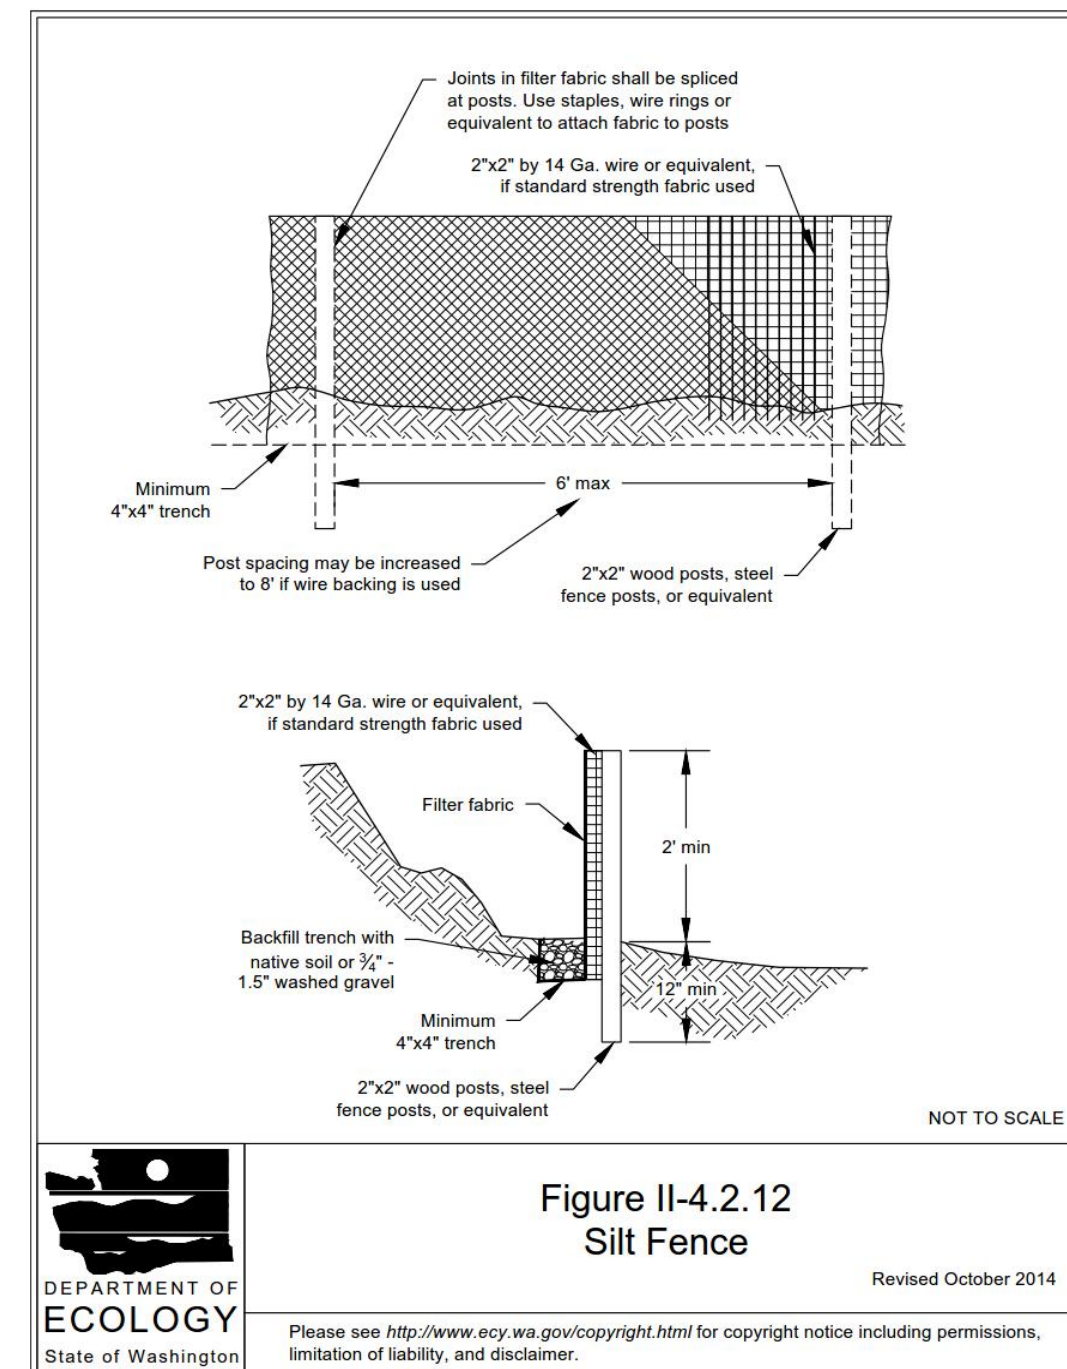 Joints in filter fabric shall be spliced
at posts. Use staples, wire rings or
equivalent to attach fabric to posts
2"x2" by 14 Ga. wire or equivalent,
if standard strength fabric used
Minimum
4"x4" trench
6' max
Post spacing may be increased
to 8' if wire backing is used
2"x2" wood posts, steel
fence posts, or equivalent
2"x2" by 14 Ga. wire or equivalent,
if standard strength fabric used
Filter fabric
2' min
Backfill trench with
native soil or ¾" -
1.5" washed gravel
12" min
Minimum
4"x4" trench
2"x2" wood posts, steel
fence posts, or equivalent
NOT TO SCALE
Figure II-4.2.12
Silt Fence
Revised October 2014
DEPARTMENT OF
ECOLOGY
State of Washington
Please see http://www.ecy.wa.gov/copyright.html for copyright notice including permissions,
limitation of liability, and disclaimer.